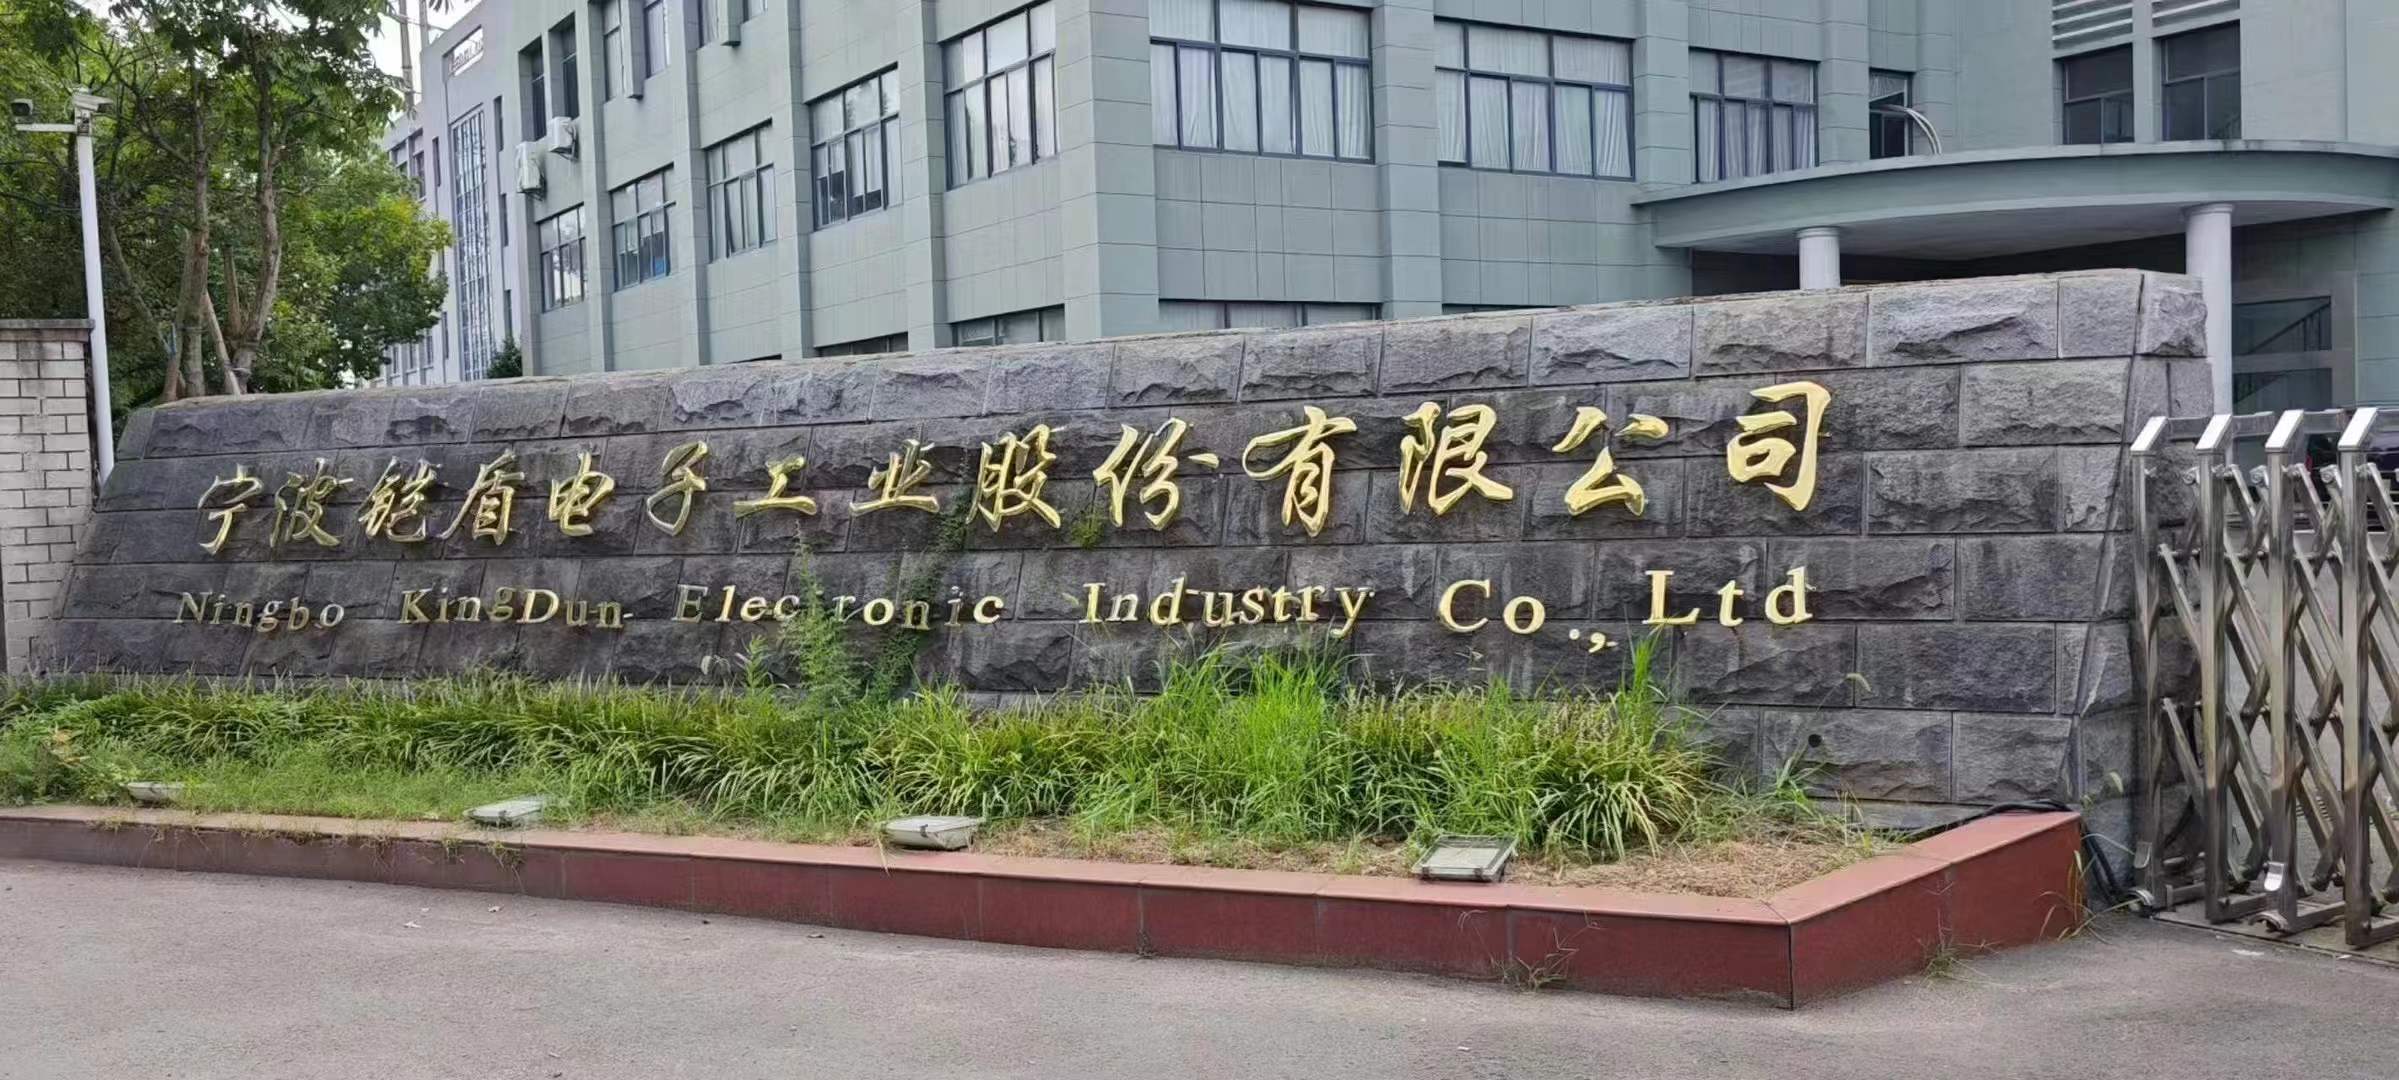 宁波铠盾电子工业股份有限公司
Ningbo KingDun Electronic Industry Co.,Ltd